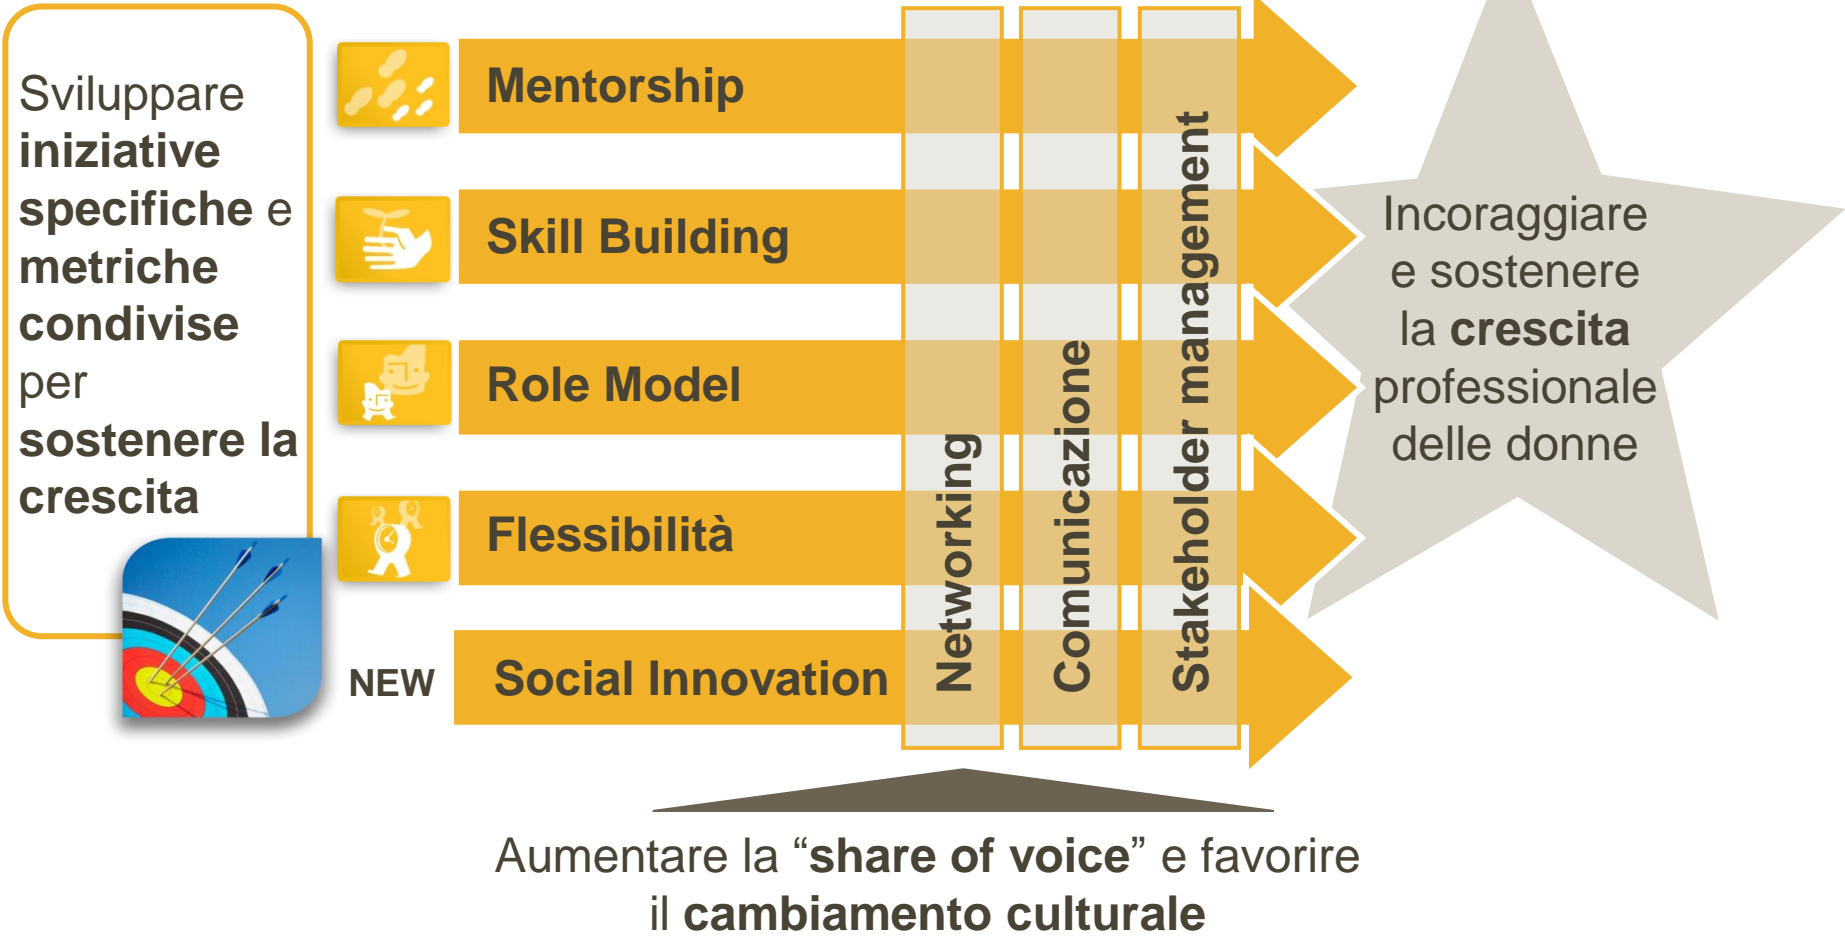 Sviluppare
iniziative
specifiche e
metriche
condivise
per
sostenere la
crescita
Mentorship
Skill Building
Role Model
Flessibilità
NEW
Social Innovation
Networking
Comunicazione
Stakeholder management
Incoraggiare
e sostenere
la crescita
professionale
delle donne
Aumentare la “share of voice” e favorire
il cambiamento culturale